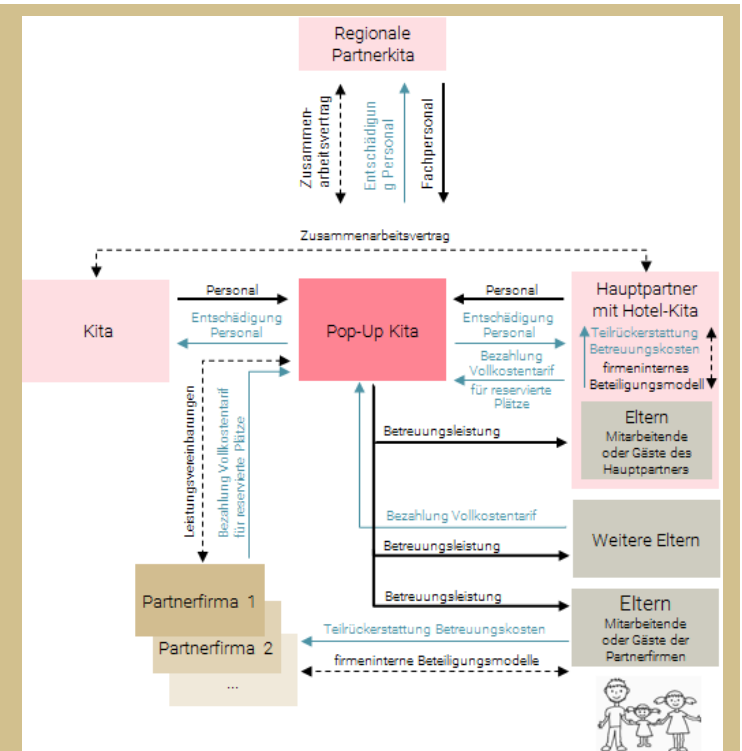 Regionale
Partnerkita
Zusammen-
arbeitsvertrag
Entschädigun
g Personal
Fachpersonal
Zusammenarbeitsvertrag
Kita
Personal
Entschädigung
Personal
Pop-Up Kita
Personal
Entschädigung
Personal
Bezahlung
Vollkostentarif
für reservierte
Plätze
Hauptpartner
mit Hotel-Kita
Teilrückerstattung
Betreuungskosten
firmeninternes
Beteiligungsmodell
Eltern
Mitarbeitende
oder Gäste des
Hauptpartners
Leistungsvereinbarungen
Bezahlung Vollkostentarif
für reservierte Plätze
Betreuungsleistung
Bezahlung Vollkostentarif
Betreuungsleistung
Weitere Eltern
Betreuungsleistung
Eltern
Mitarbeitende
oder Gäste der
Partnerfirmen
Partnerfirma 1
Partnerfirma 2
...
Teilrückerstattung Betreuungskosten
firmeninterne Beteiligungsmodelle